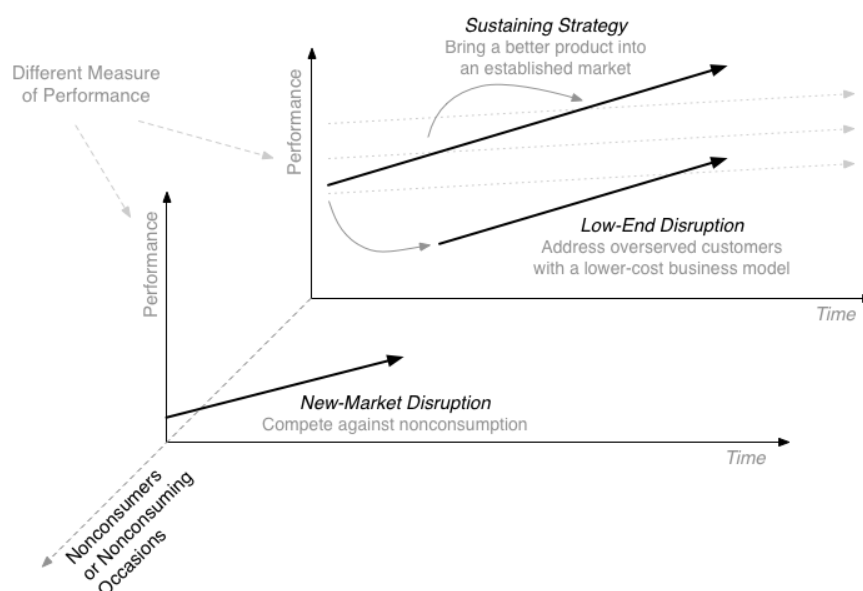 Sustaining Strategy
Bring a better product into
an established market
Different Measure
of Performance
Performance
Low-End Disruption
Address overserved customers
with a lower-cost business model
Time
Performance
New-Market Disruption
Compete against nonconsumption
Time
Nonconsumers
or Nonconsuming
Occasions